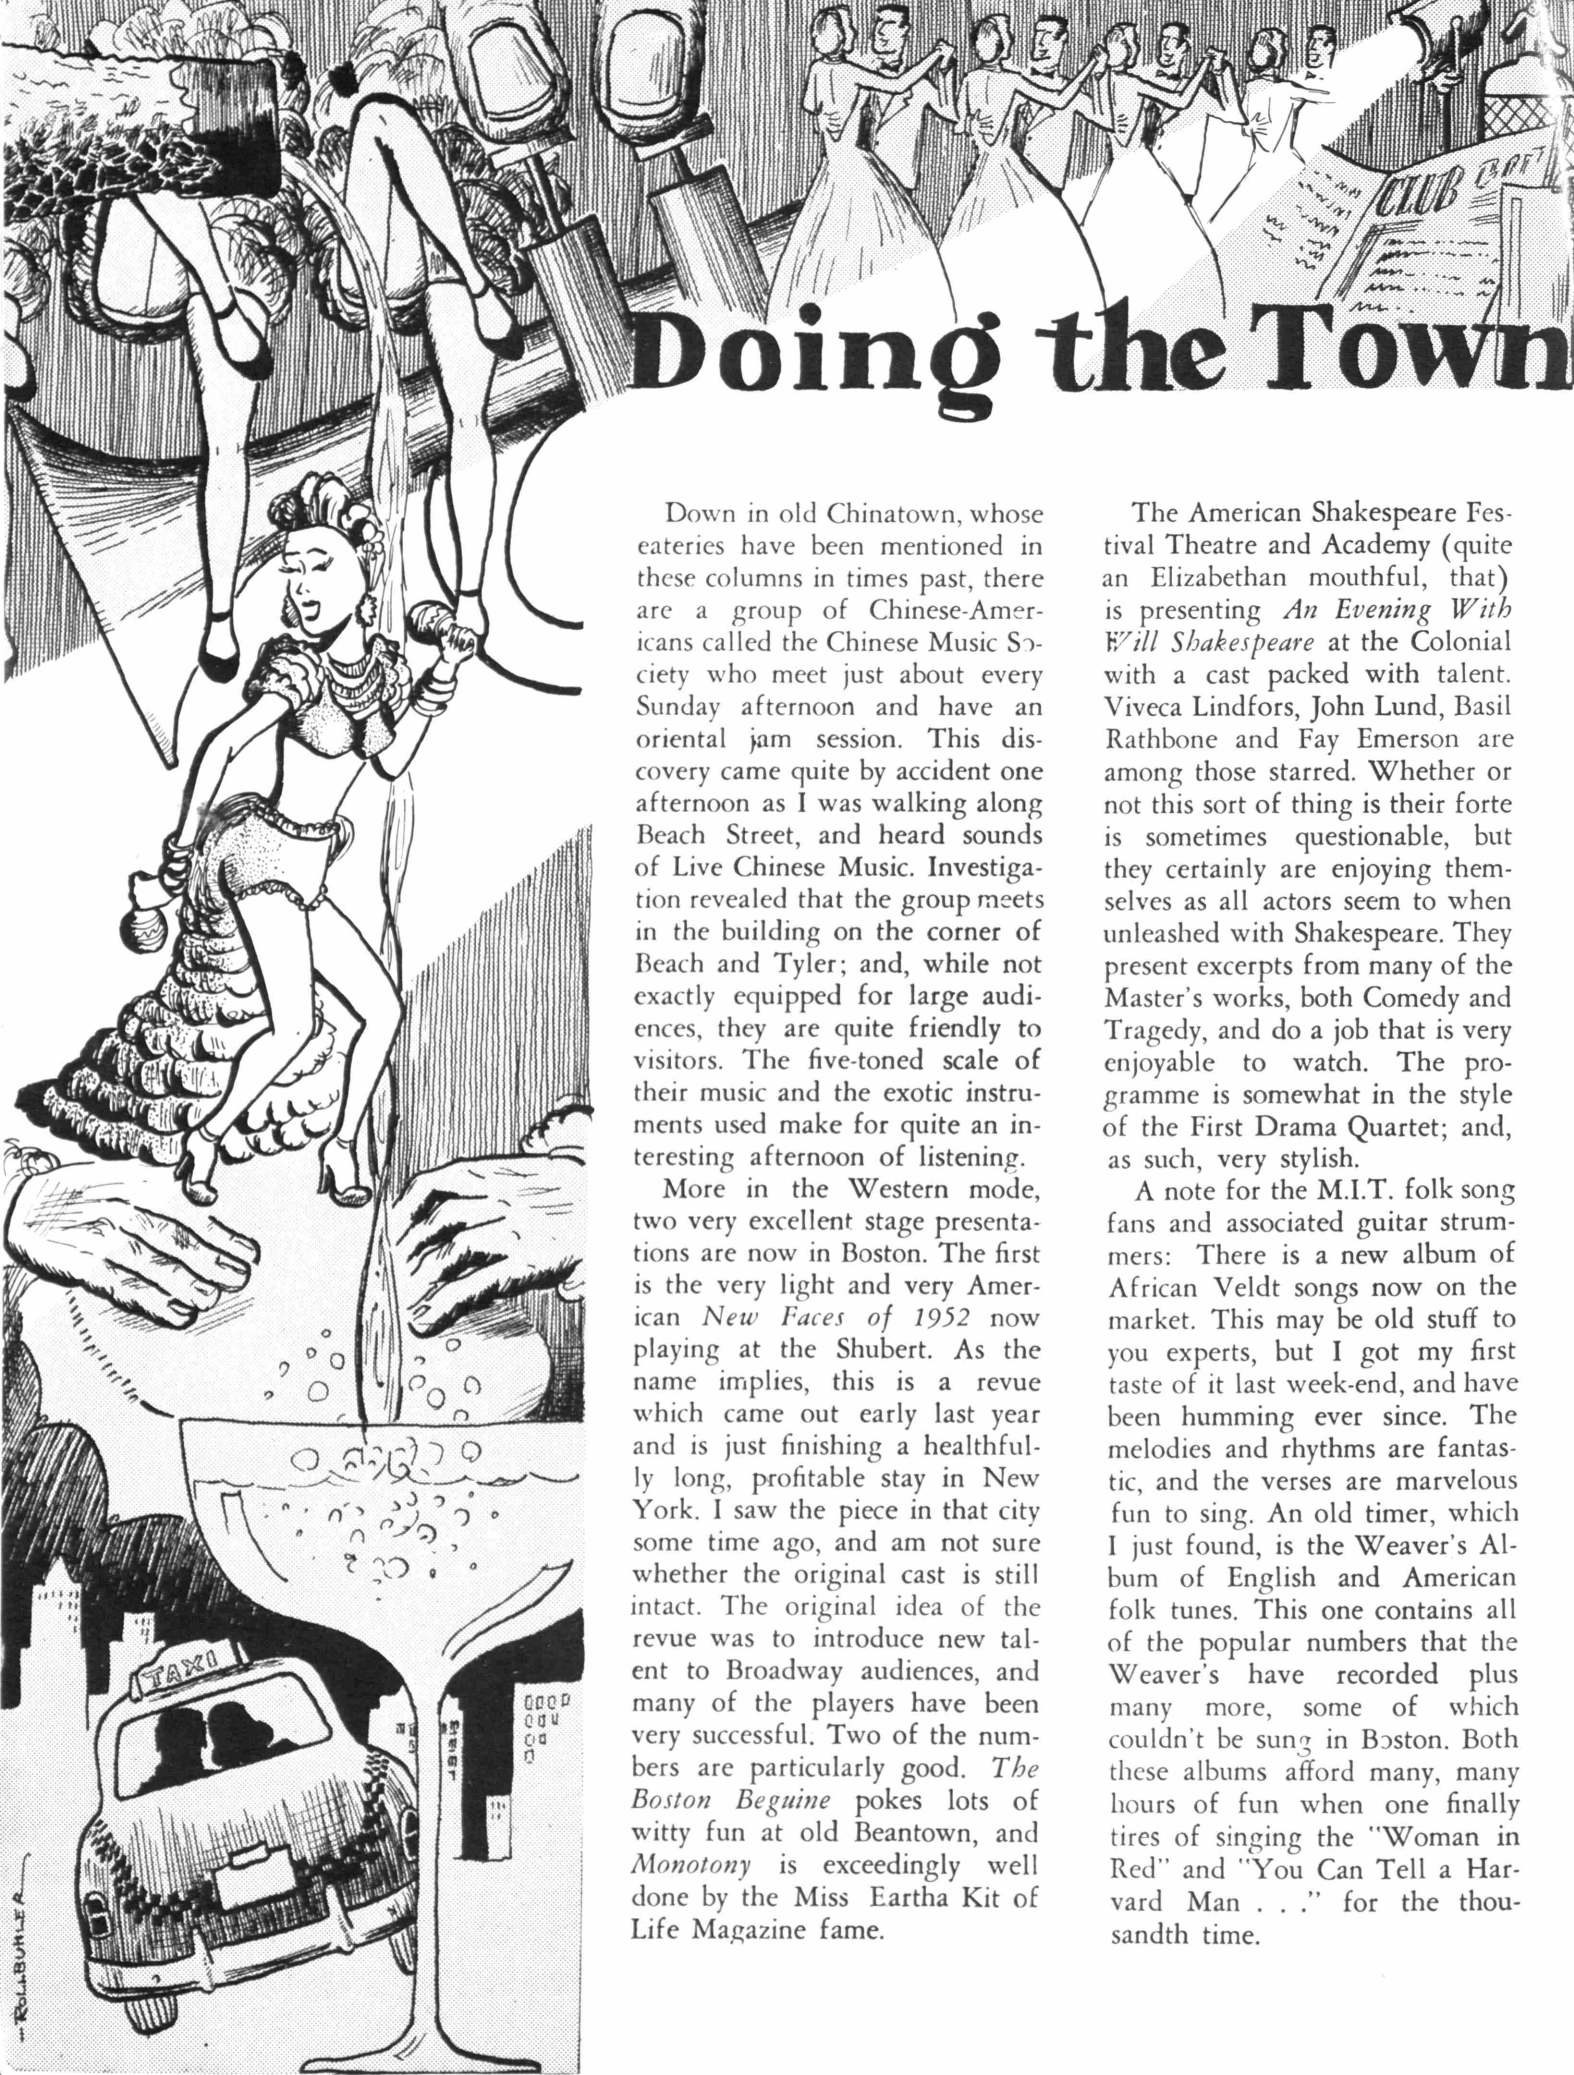 CLUB
Doing the Town
Down in old Chinatown, whose
eateries have been mentioned in
these columns in times past, there
are a group of Chinese-Amer-
icans called the Chinese Music So-
ciety who meet just about every
Sunday afternoon and have an
oriental jam session. This dis-
covery came quite by accident one
afternoon as I was walking along
Beach Street, and heard sounds
of Live Chinese Music. Investiga-
tion revealed that the group meets
in the building on the corner of
Beach and Tyler; and, while not
exactly equipped for large audi-
ences, they are quite friendly to
visitors. The five-toned scale of
their music and the exotic instru-
ments used make for quite an in-
teresting afternoon of listening.
More in the Western mode,
two very excellent stage presenta-
tions are now in Boston. The first
is the very light and very Amer-
ican New Faces of 1952 now
playing at the Shubert. As the
name implies, this is a revue
which came out early last year
and is just finishing a healthful-
ly long, profitable stay in New
York. I saw the piece in that city
some time ago, and am not sure
whether the original cast is still
intact. The original idea of the
revue was to introduce new tal-
ent to Broadway audiences, and
many of the players have been
very successful. Two of the num-
bers are particularly good. The
Boston Beguine pokes lots of
witty fun at old Beantown, and
Monotony is exceedingly well
done by the Miss Eartha Kit of
Life Magazine fame.
The American Shakespeare Fes-
tival Theatre and Academy (quite
an Elizabethan mouthful, that)
is presenting An Evening With
Will Shakespeare at the Colonial
with a cast packed with talent.
Viveca Lindfors, John Lund, Basil
Rathbone and Fay Emerson are
among those starred. Whether or
not this sort of thing is their forte
is sometimes questionable, but
they certainly are enjoying them-
selves as all actors seem to when
unleashed with Shakespeare. They
present excerpts from many of the
Master's works, both Comedy and
Tragedy, and do a job that is very
enjoyable to watch. The pro-
gramme is somewhat in the style
of the First Drama Quartet; and,
as such, very stylish.
A note for the M.I.T. folk song
fans and associated guitar strum-
mers: There is a new album of
African Veldt songs now on the
market. This may be old stuff to
you experts, but I got my first
taste of it last week-end, and have
been humming ever since. The
melodies and rhythms are fantas-
tic, and the verses are marvelous
fun to sing. An old timer, which
I just found, is the Weaver's Al-
bum of English and American
folk tunes. This one contains all
of the popular numbers that the
Weaver's have recorded plus
many more, some of which
couldn't be sung in Boston. Both
these albums afford many, many
hours of fun when one finally
tires of singing the "Woman in
Red" and "You Can Tell a Har-
vard Man . . ." for the thou-
sandth time.
TAXI
—ROLLBUHLER—